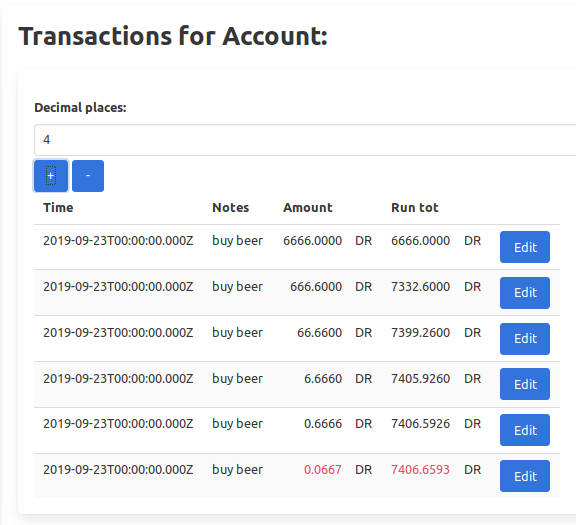 Transactions for Account:
Decimal places:
4
+ -
Time Notes Amount Run tot
2019-09-23T00:00:00.000Z buy beer 6666.0000 DR 6666.0000 DR Edit
2019-09-23T00:00:00.000Z buy beer 666.6000 DR 7332.6000 DR Edit
2019-09-23T00:00:00.000Z buy beer 66.6600 DR 7399.2600 DR Edit
2019-09-23T00:00:00.000Z buy beer 6.6660 DR 7405.9260 DR Edit
2019-09-23T00:00:00.000Z buy beer 0.6666 DR 7406.5926 DR Edit
2019-09-23T00:00:00.000Z buy beer 0.0667 DR 7406.6593 DR Edit